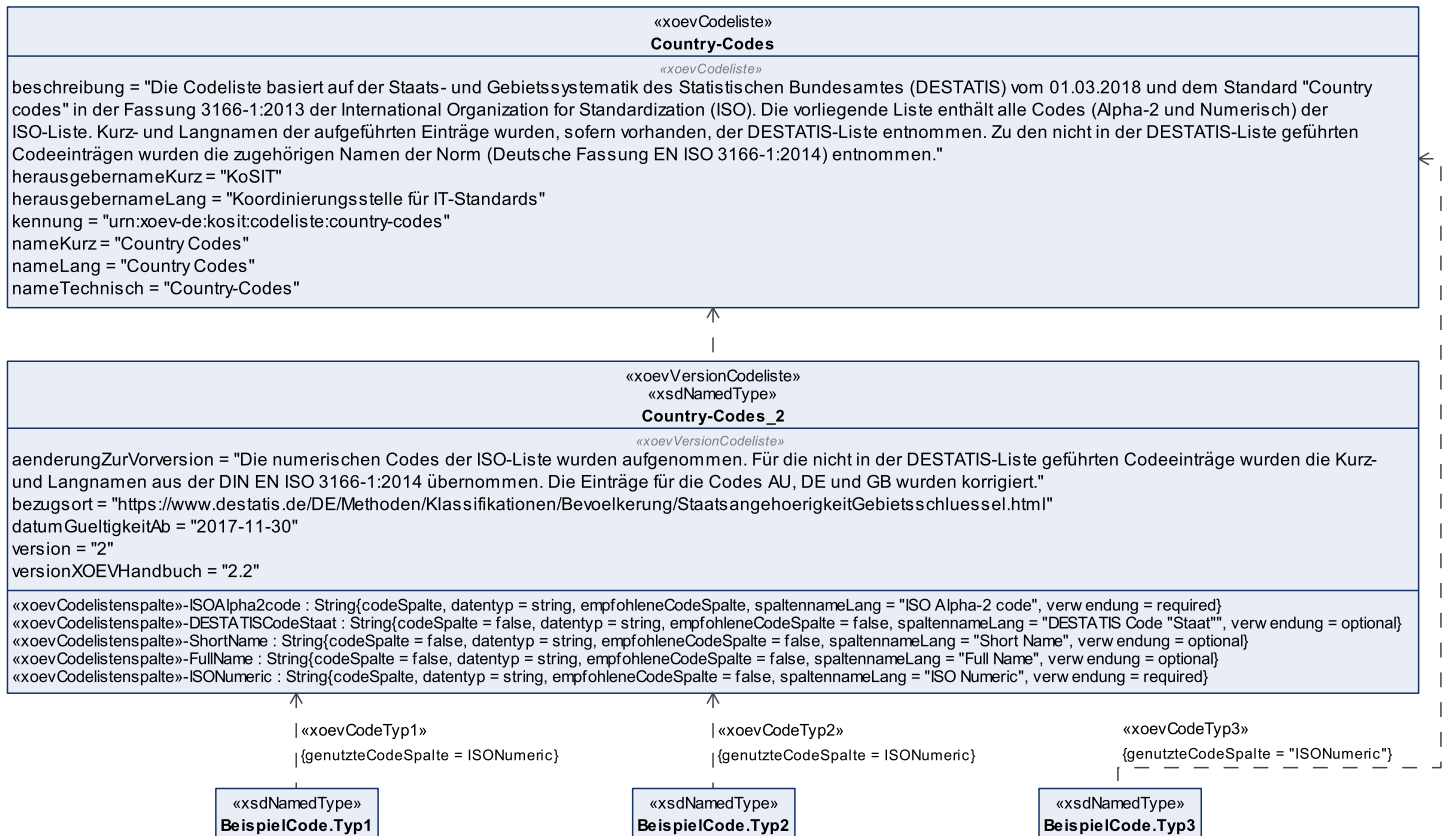 «xoevCodeliste»
Country-Codes
«xoevCodeliste»
beschreibung = "Die Codeliste basiert auf der Staats- und Gebietssystematik des Statistischen Bundesamtes (DESTATIS) vom 01.03.2018 und dem Standard "Country
codes" in der Fassung 3166-1:2013 der International Organization for Standardization (ISO). Die vorliegende Liste enthält alle Codes (Alpha-2 und Numerisch) der
ISO-Liste. Kurz- und Langnamen der aufgeführten Einträge wurden, sofern vorhanden, der DESTATIS-Liste entnommen. Zu den nicht in der DESTATIS-Liste geführten
Codeeinträgen wurden die zugehörigen Namen der Norm (Deutsche Fassung EN ISO 3166-1:2014) entnommen."
herausgebernameKurz = "KoSIT"
herausgebernameLang = "Koordinierungsstelle für IT-Standards"
kennung = "urn:xoev-de:kosit:codeliste:country-codes"
nameKurz = "Country Codes"
nameLang = "Country Codes"
nameTechnisch = "Country-Codes"
«xoevVersionCodeliste»
«xsdNamedType»
Country-Codes_2
«xoevVersionCodeliste»
aenderungZurVorversion = "Die numerischen Codes der ISO-Liste wurden aufgenommen. Für die nicht in der DESTATIS-Liste geführten Codeeinträge wurden die Kurz-
und Langnamen aus der DIN EN ISO 3166-1:2014 übernommen. Die Einträge für die Codes AU, DE und GB wurden korrigiert."
bezugsort = "https://www.destatis.de/DE/Methoden/Klassifikationen/Bevoelkerung/StaatsangehoerigkeitGebietsschluessel.html"
datumGueltigkeitAb = "2017-11-30"
version = "2"
versionXOEVHandbuch = "2.2"
«xoevCodelistenspalte»-ISOAlpha2code : String{codeSpalte, datentyp = string, empfohleneCodeSpalte, spaltennameLang = "ISO Alpha-2 code", verwendung = required}
«xoevCodelistenspalte»-DESTATISCodeStaat : String{codeSpalte = false, datentyp = string, empfohleneCodeSpalte = false, spaltennameLang = "DESTATIS Code "Staat"", verwendung = optional}
«xoevCodelistenspalte»-ShortName : String{codeSpalte = false, datentyp = string, empfohleneCodeSpalte = false, spaltennameLang = "Short Name", verwendung = optional}
«xoevCodelistenspalte»-FullName : String{codeSpalte = false, datentyp = string, empfohleneCodeSpalte = false, spaltennameLang = "Full Name", verwendung = optional}
«xoevCodelistenspalte»-ISONumeric : String{codeSpalte, datentyp = string, empfohleneCodeSpalte = false, spaltennameLang = "ISO Numeric", verwendung = required}
«xoevCodeTyp1»
{genutzteCodeSpalte = ISONumeric}
«xoevCodeTyp2»
{genutzteCodeSpalte = ISONumeric}
«xoevCodeTyp3»
{genutzteCodeSpalte = "ISONumeric"}
«xsdNamedType»
BeispielCode.Typ1
«xsdNamedType»
BeispielCode.Typ2
«xsdNamedType»
BeispielCode.Typ3